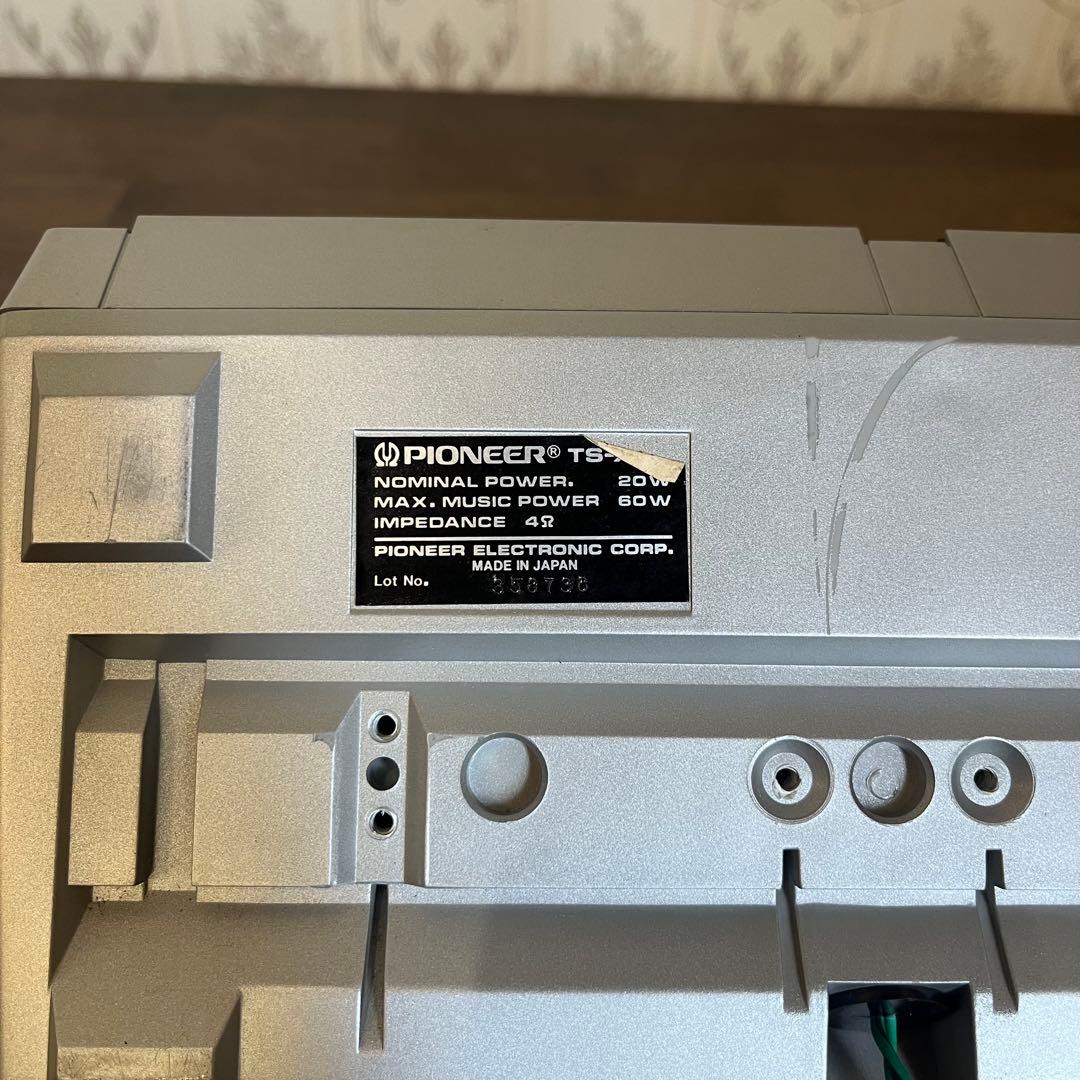 PIONEER® TS-
NOMINAL POWER. 20W
MAX. MUSIC POWER 60W
IMPEDANCE 4Ω
PIONEER ELECTRONIC CORP.
MADE IN JAPAN
Lot No. 358736